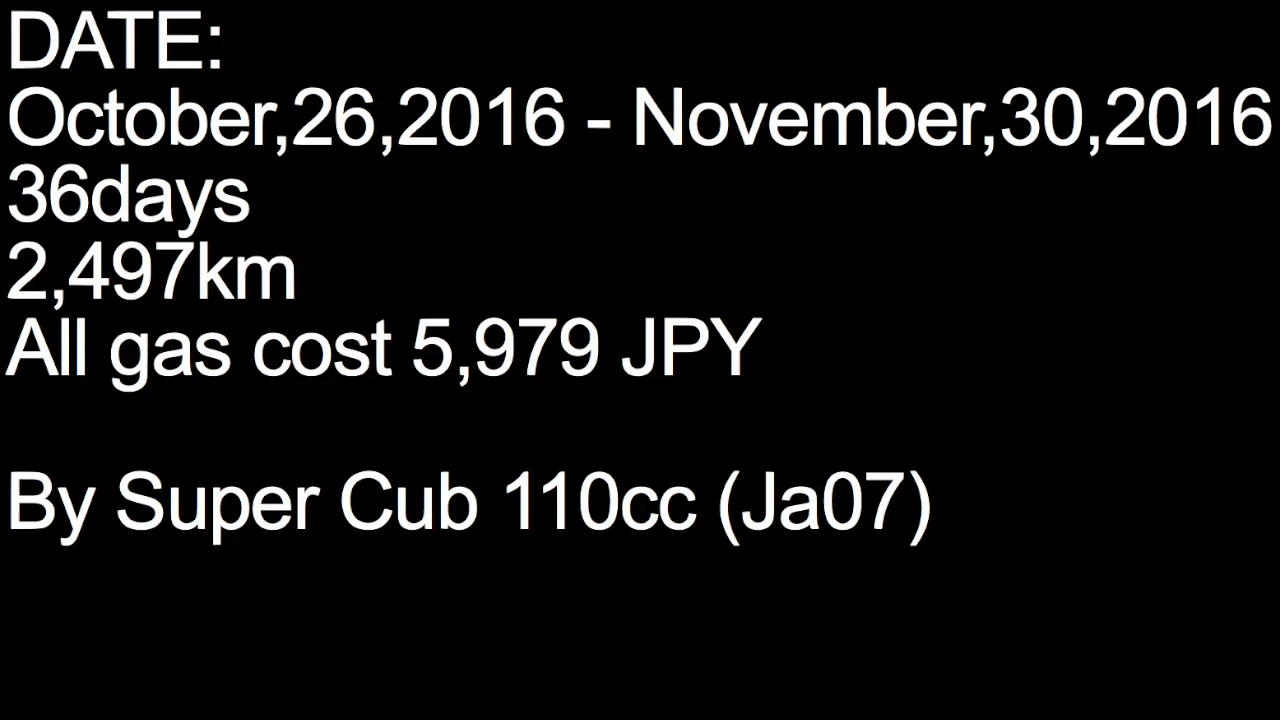 DATE:
October,26,2016 - November,30,2016
36days
2,497km
All gas cost 5,979 JPY
By Super Cub 110cc (Ja07)